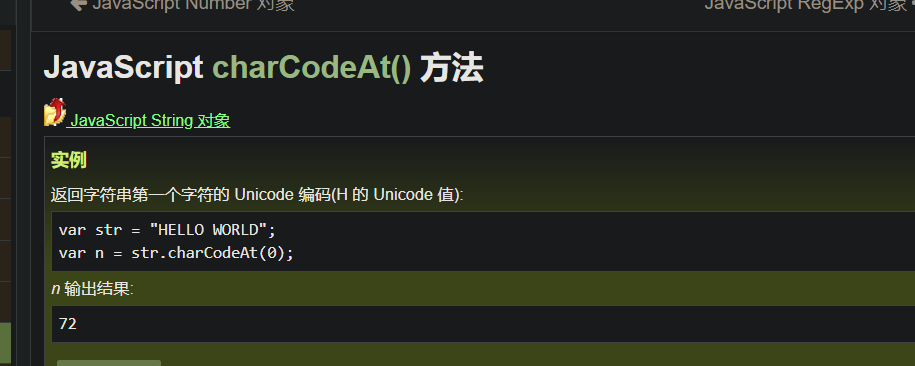 JavaScript Number 对象
JavaScript RegExp 对象
JavaScript charCodeAt() 方法
JavaScript String 对象
实例
返回字符串第一个字符的 Unicode 编码(H 的 Unicode 值):
var str = "HELLO WORLD";
var n = str.charCodeAt(0);
n 输出结果:
72